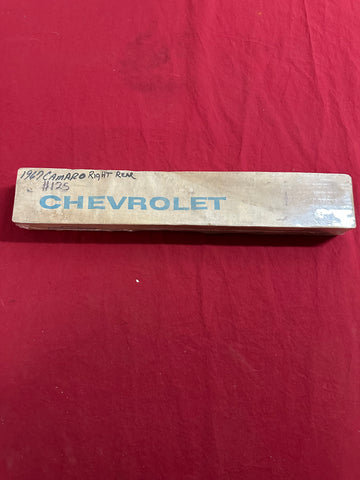 1967 CAMARO RIGHT REAR
#125
CHEVROLET